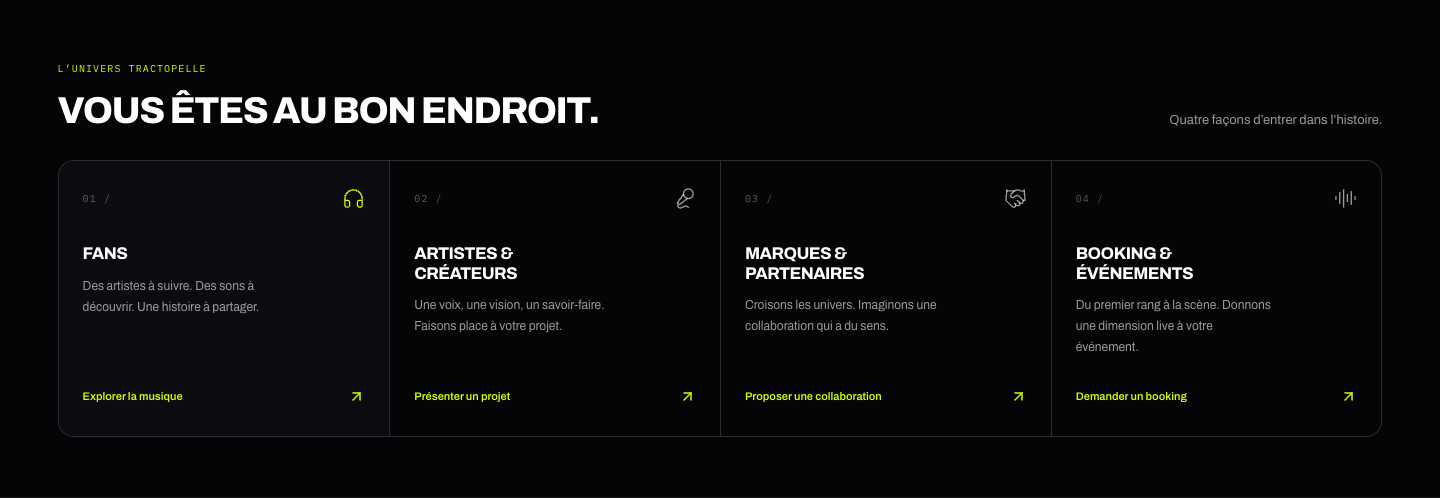 L’UNIVERS TRACTOPELLE
VOUS ÊTES AU BON ENDROIT.
Quatre façons d’entrer dans l’histoire.
01 /
FANS
Des artistes à suivre. Des sons à
découvrir. Une histoire à partager.
Explorer la musique
02 /
ARTISTES &
CRÉATEURS
Une voix, une vision, un savoir-faire.
Faisons place à votre projet.
Présenter un projet
03 /
MARQUES &
PARTENAIRES
Croisons les univers. Imaginons une
collaboration qui a du sens.
Proposer une collaboration
04 /
BOOKING &
ÉVÉNEMENTS
Du premier rang à la scène. Donnons
une dimension live à votre
événement.
Demander un booking